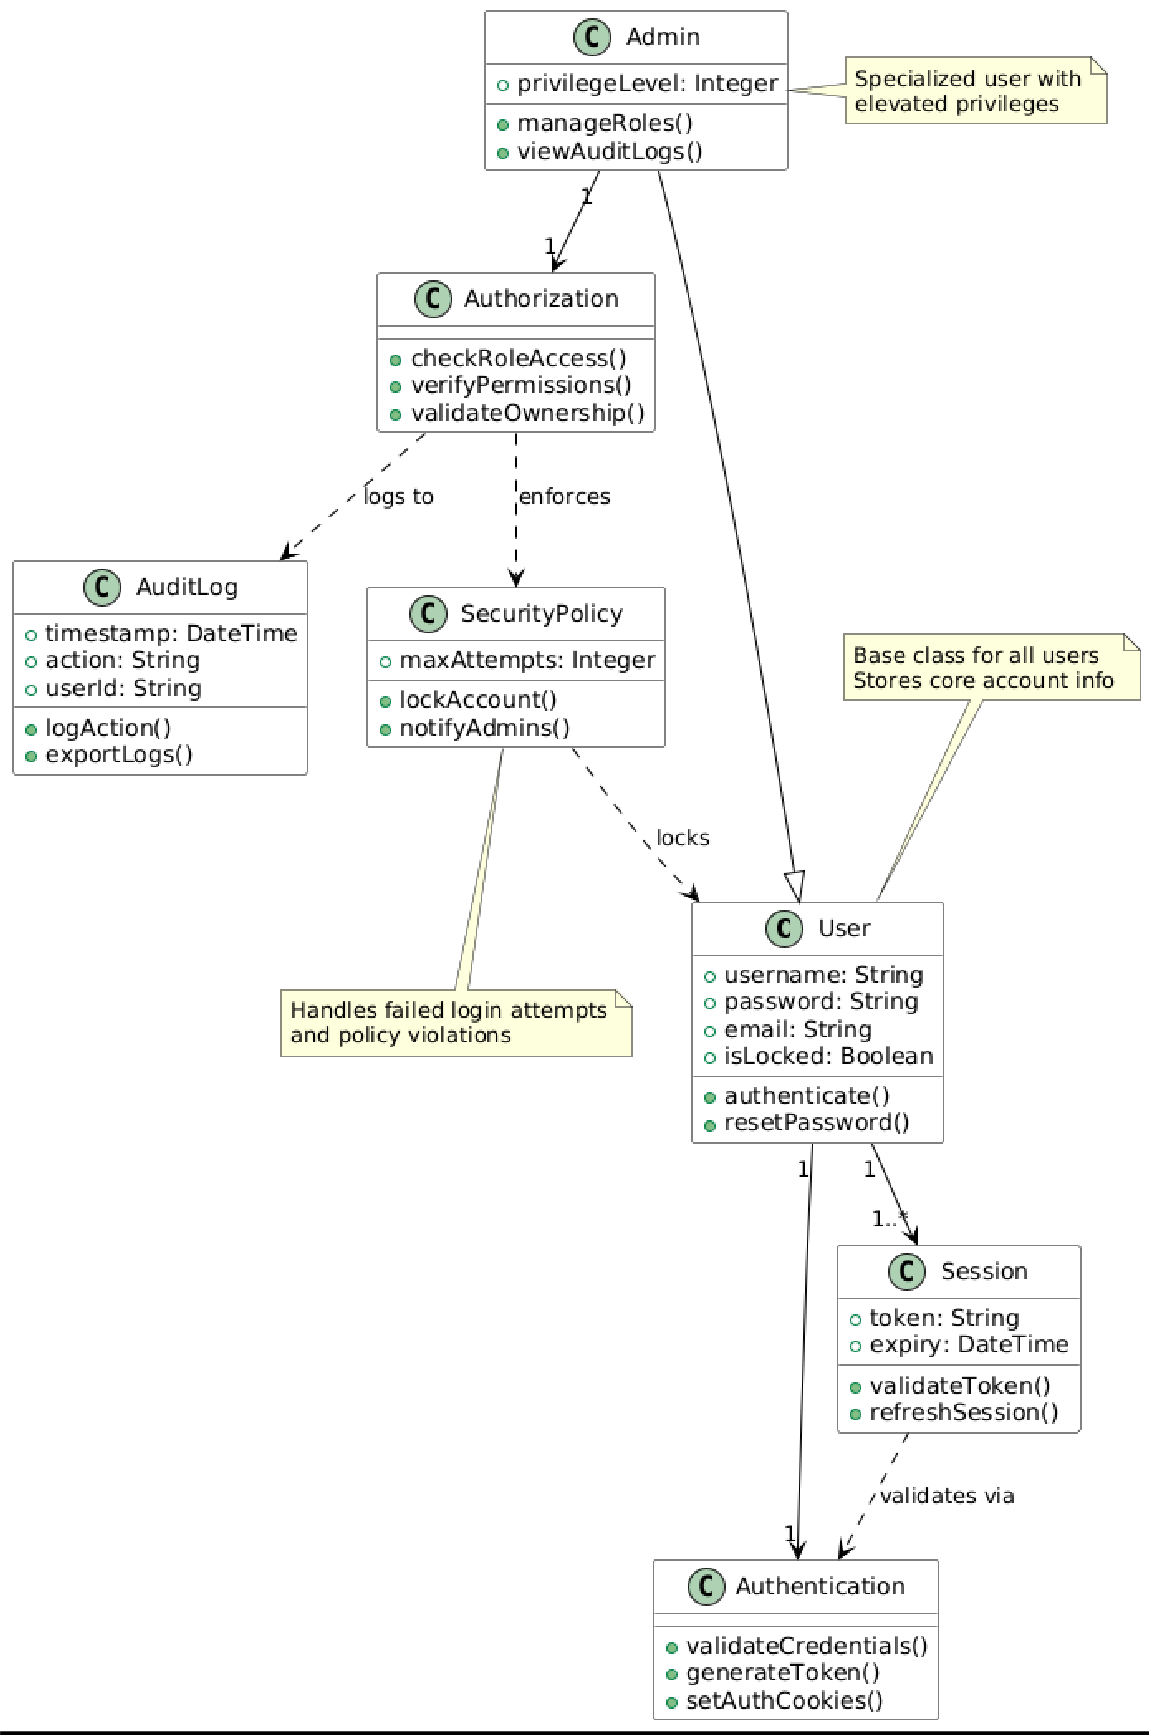 C Admin
privilegeLevel: Integer
manageRoles()
viewAuditLogs()
Specialized user with
elevated privileges
1
1
C Authorization
checkRoleAccess()
verifyPermissions()
validateOwnership()
logs to
enforces
C AuditLog
timestamp: DateTime
action: String
userId: String
logAction()
exportLogs()
C SecurityPolicy
maxAttempts: Integer
lockAccount()
notifyAdmins()
Base class for all users
Stores core account info
locks
Handles failed login attempts
and policy violations
C User
username: String
password: String
email: String
isLocked: Boolean
authenticate()
resetPassword()
1
1
1..*
C Session
token: String
expiry: DateTime
validateToken()
refreshSession()
validates via
1
C Authentication
validateCredentials()
generateToken()
setAuthCookies()